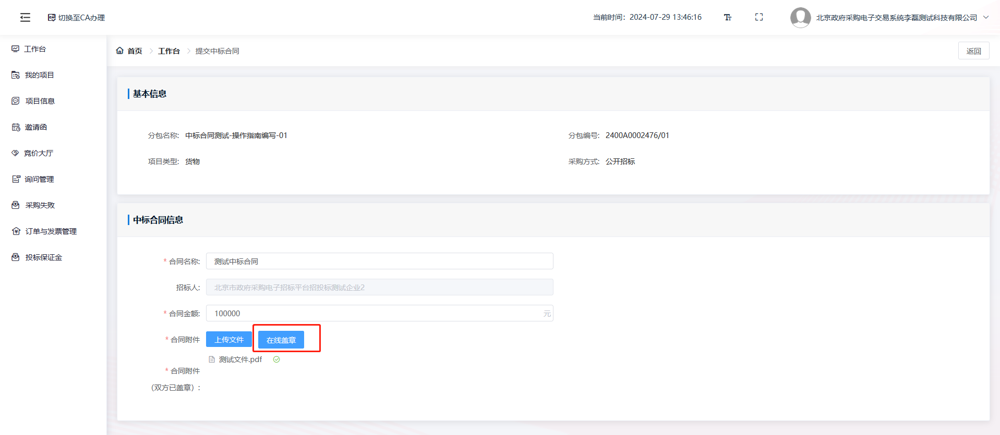 切换至CA办理
当前时间：2024-07-29 13:46:16
北京政府采购电子交易系统李磊测试科技有限公司
工作台
我的项目
项目信息
邀请函
竞价大厅
询问管理
采购失败
订单与发票管理
投标保证金
首页 > 工作台 > 提交中标合同
返回
基本信息
分包名称: 中标合同测试-操作指南编写-01
分包编号: 2400A0002476/01
项目类型: 货物
采购方式: 公开招标
中标合同信息
* 合同名称: 测试中标合同
招标人: 北京市政府采购电子招标平台招投标测试企业2
* 合同金额: 100000 元
* 合同附件 上传文件 在线盖章
测试文件.pdf
* 合同附件
（双方已盖章）: